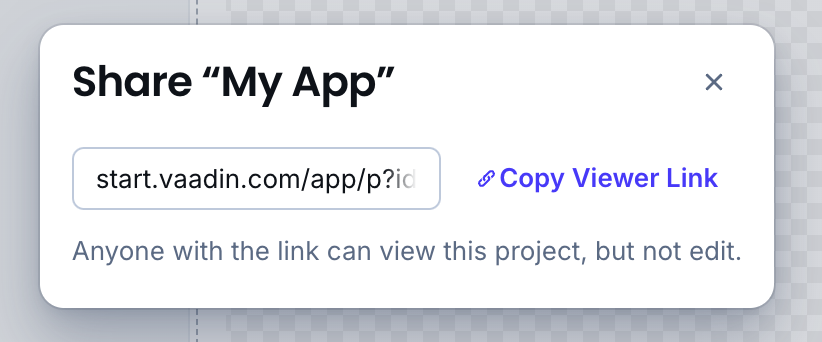 Share “My App”
start.vaadin.com/app/p?id
Copy Viewer Link
Anyone with the link can view this project, but not edit.